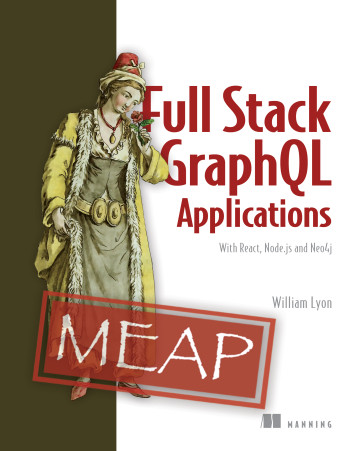 Full Stack
GraphQL
Applications
With React, Node.js and Neo4j
William Lyon
MEAP
MANNING